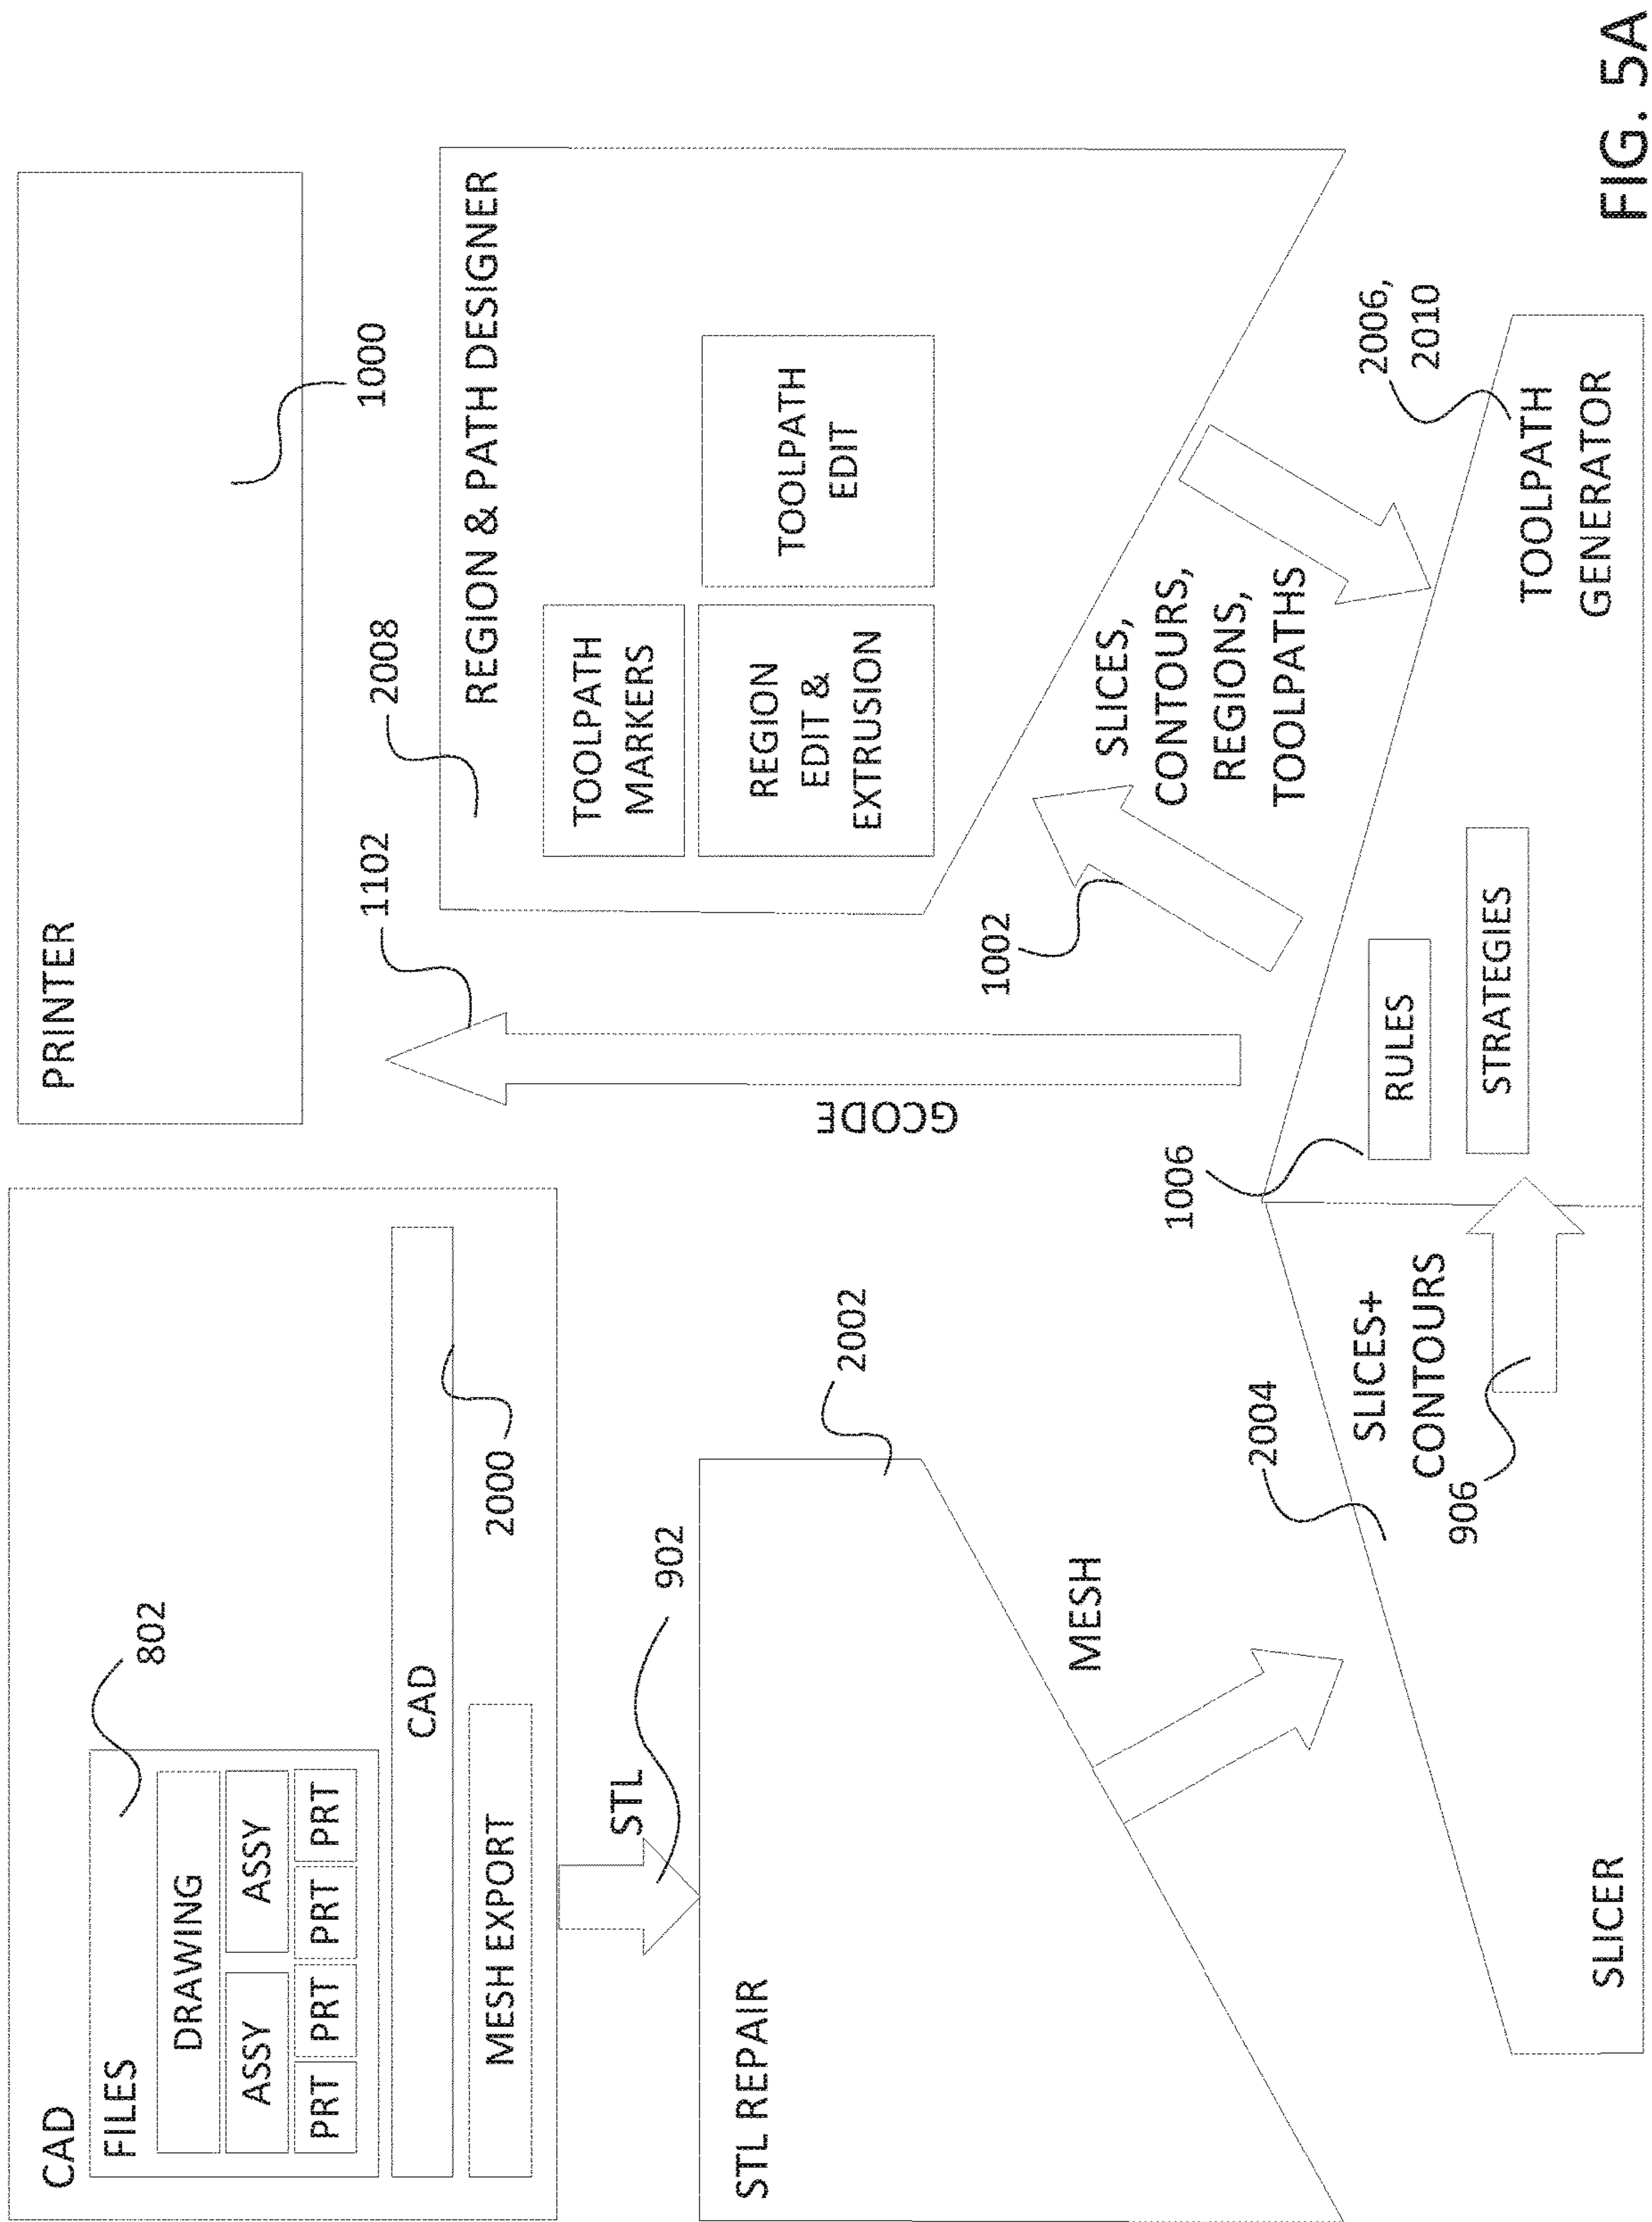 CAD
FILES
802
DRAWING
ASSY
ASSY
PRT
PRT
PRT
PRT
CAD
2000
MESH EXPORT
STL
902
STL REPAIR
2002
MESH
2004
SLICES+
CONTOURS
906
SLICER
PRINTER
1000
1102
GCODE
2008
REGION & PATH DESIGNER
TOOLPATH
MARKERS
REGION
EDIT &
EXTRUSION
TOOLPATH
EDIT
1002
SLICES,
CONTOURS,
REGIONS,
TOOLPATHS
2006,
2010
1006
RULES
STRATEGIES
TOOLPATH
GENERATOR
FIG. 5A